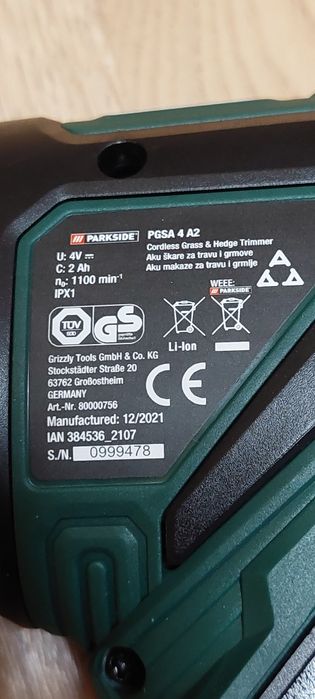 /// PARKSIDE PGSA 4 A2
Cordless Grass & Hedge Trimmer
Aku škare za travu i grmove
Aku makaze za travu i grmlje
U: 4V
C: 2 Ah
n₀: 1100 min⁻¹
IPX1
WEEE:
/// PARKSIDE
TÜV
SÜD
GS
Li-Ion
Grizzly Tools GmbH & Co. KG
Stockstädter Straße 20
63762 Großostheim
GERMANY
Art.-Nr. 80000756
CE
Manufactured: 12/2021
IAN 384536_2107
S./N. 0999478